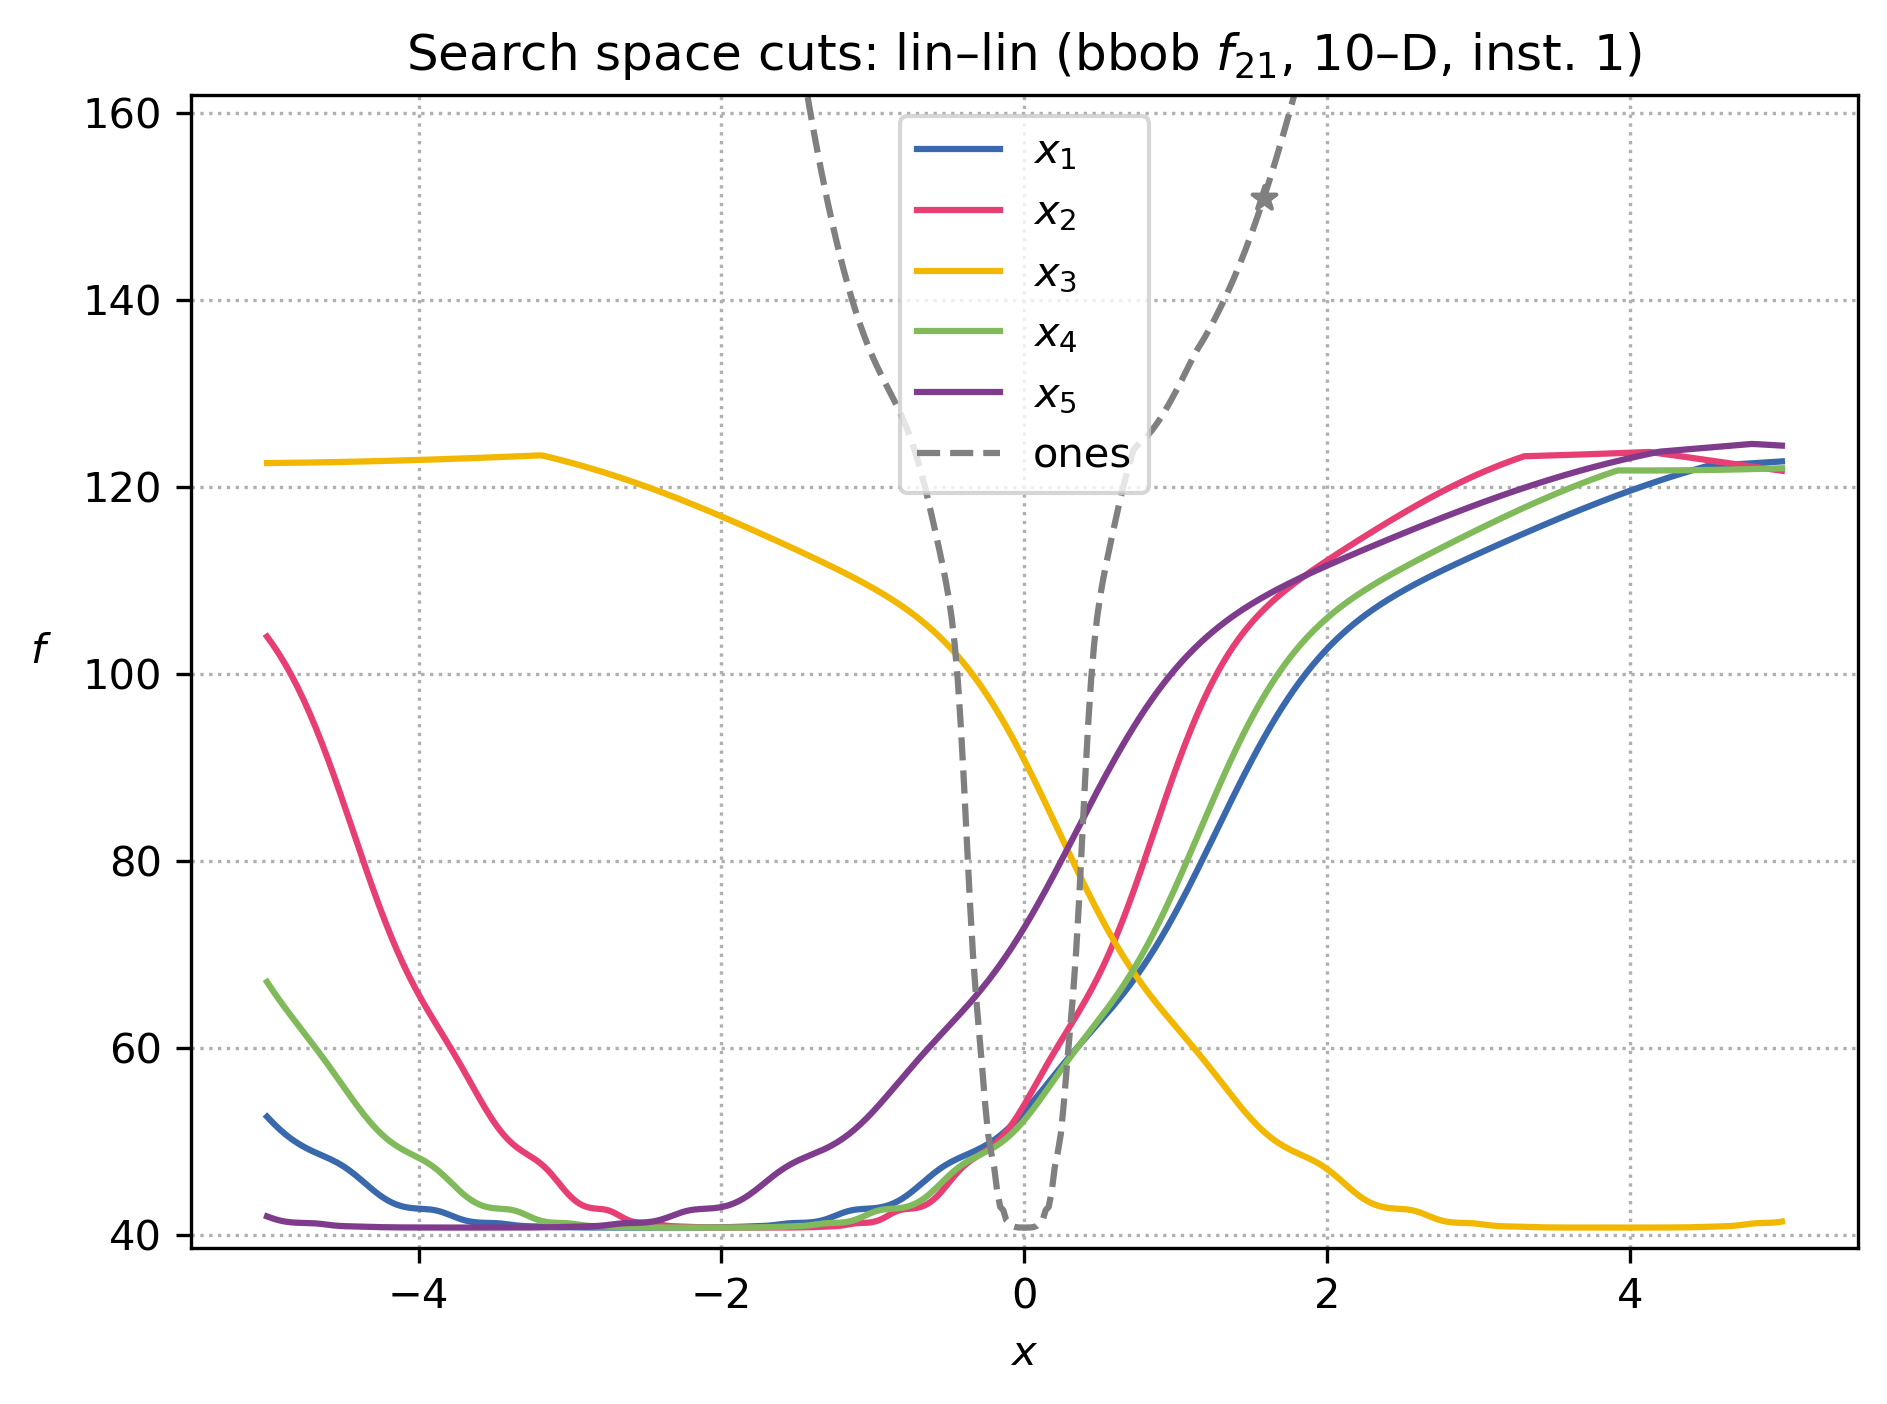 Search space cuts: lin–lin (bbob f₂₁, 10–D, inst. 1)
160
140
120
100
80
60
40
f
x₁
x₂
x₃
x₄
x₅
ones
−4 −2 0 2 4
x